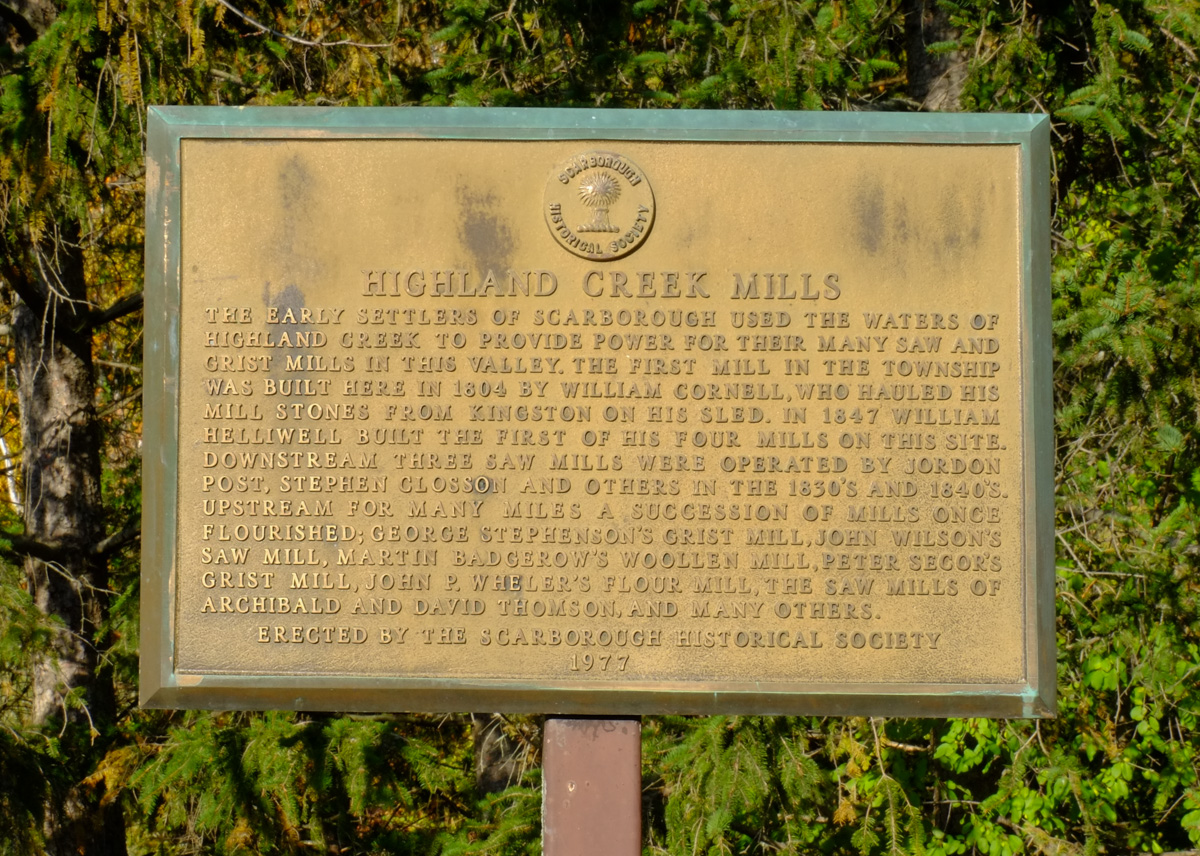 SCARBOROUGH
HISTORICAL SOCIETY
HIGHLAND CREEK MILLS
THE EARLY SETTLERS OF SCARBOROUGH USED THE WATERS OF
HIGHLAND CREEK TO PROVIDE POWER FOR THEIR MANY SAW AND
GRIST MILLS IN THIS VALLEY. THE FIRST MILL IN THE TOWNSHIP
WAS BUILT HERE IN 1804 BY WILLIAM CORNELL, WHO HAULED HIS
MILL STONES FROM KINGSTON ON HIS SLED. IN 1847 WILLIAM
HELLIWELL BUILT THE FIRST OF HIS FOUR MILLS ON THIS SITE.
DOWNSTREAM THREE SAW MILLS WERE OPERATED BY JORDON
POST, STEPHEN CLOSSON AND OTHERS IN THE 1830'S AND 1840'S.
UPSTREAM FOR MANY MILES A SUCCESSION OF MILLS ONCE
FLOURISHED; GEORGE STEPHENSON'S GRIST MILL, JOHN WILSON'S
SAW MILL, MARTIN BADGEROW'S WOOLLEN MILL, PETER SECOR'S
GRIST MILL, JOHN P. WHELER'S FLOUR MILL, THE SAW MILLS OF
ARCHIBALD AND DAVID THOMSON, AND MANY OTHERS.
ERECTED BY THE SCARBOROUGH HISTORICAL SOCIETY
1977